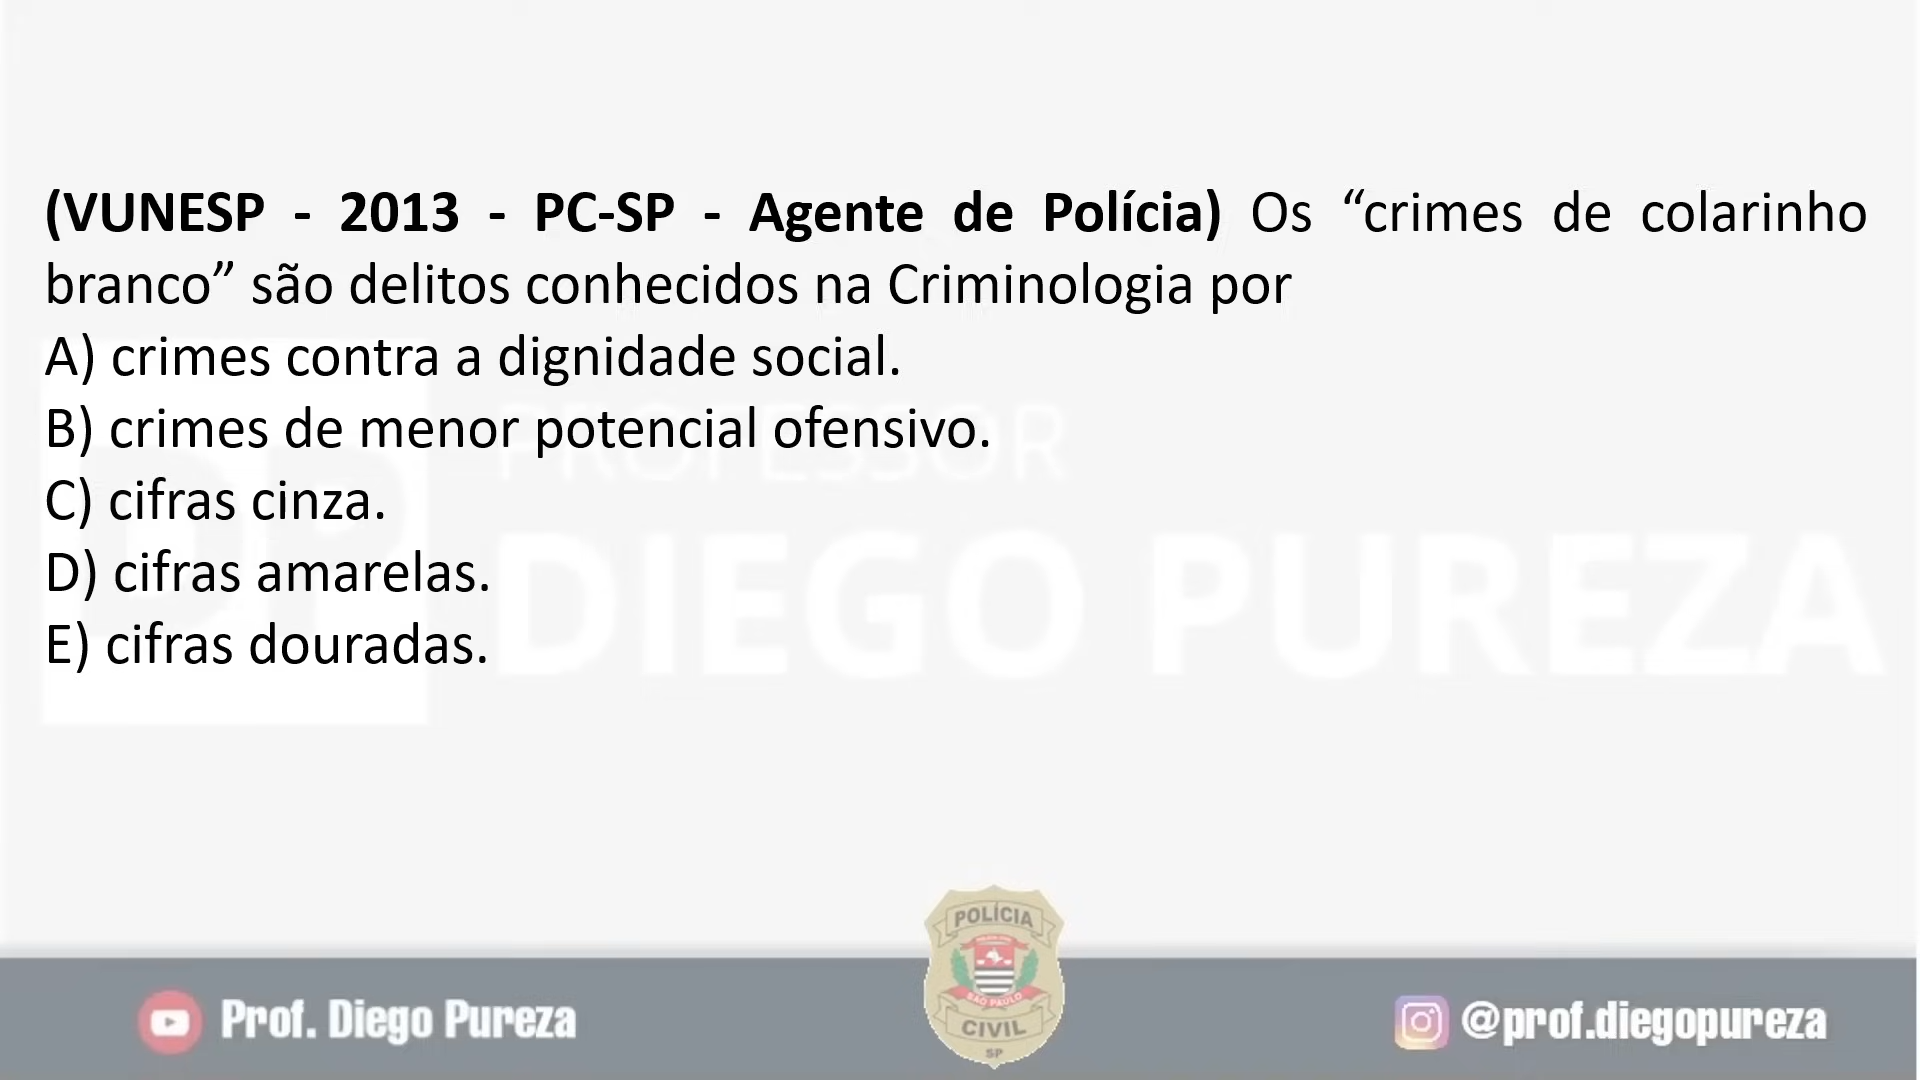 (VUNESP - 2013 - PC-SP - Agente de Polícia) Os “crimes de colarinho
branco” são delitos conhecidos na Criminologia por
A) crimes contra a dignidade social.
B) crimes de menor potencial ofensivo.
C) cifras cinza.
D) cifras amarelas.
E) cifras douradas.
DP
PROFESSOR
DIEGO PUREZA
POLÍCIA
SÃO PAULO
CIVIL
SP
Prof. Diego Pureza
@prof.diegopureza